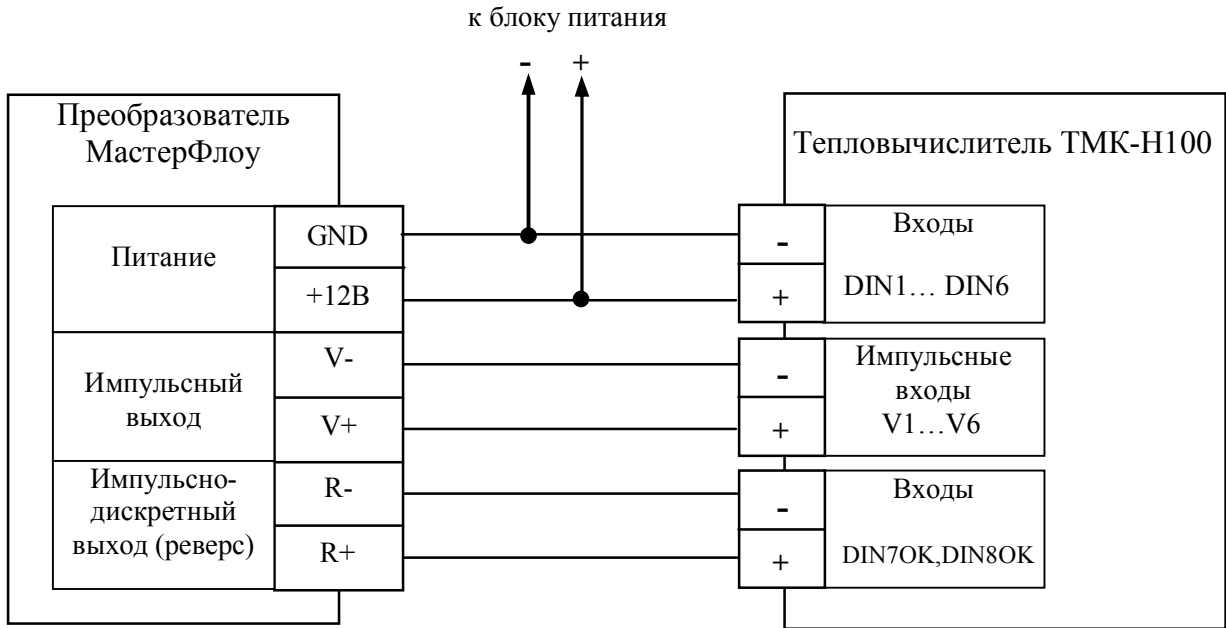 к блоку питания
- +
Преобразователь
МастерФлоу
Питание
GND
+12В
Импульсный
выход
V-
V+
Импульсно-
дискретный
выход (реверс)
R-
R+
Тепловычислитель ТМК-Н100
-
+
Входы
DIN1… DIN6
-
+
Импульсные
входы
V1…V6
-
+
Входы
DIN7OK,DIN8OK